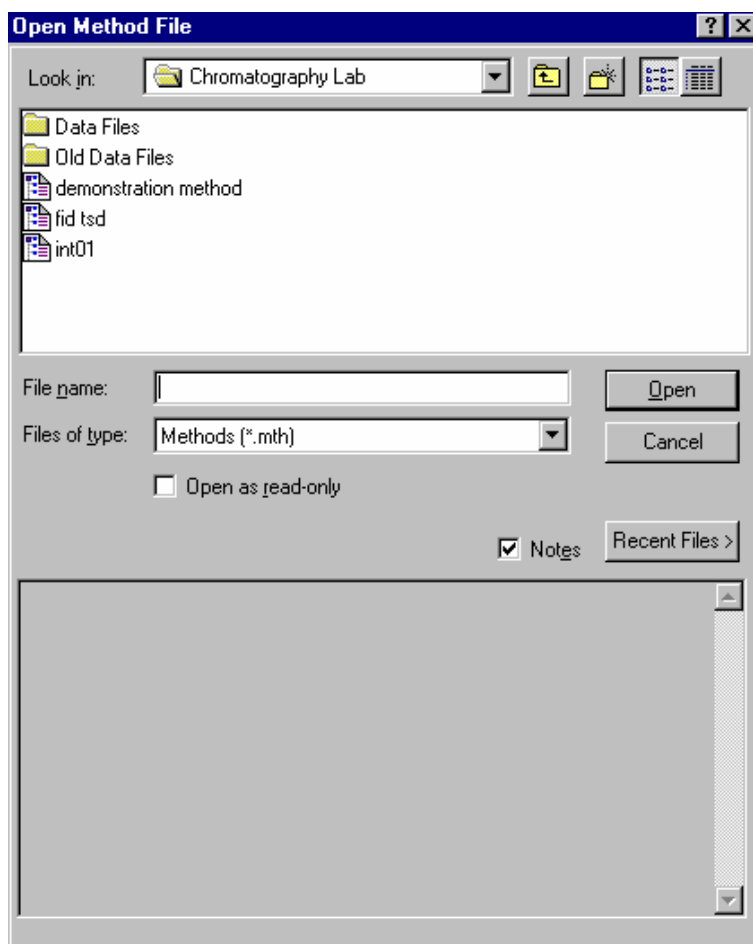 Open Method File
Look in: Chromatography Lab
Data Files
Old Data Files
demonstration method
fid tsd
int01
File name: Open
Files of type: Methods (*.mth) Cancel
Open as read-only
Notes Recent Files >